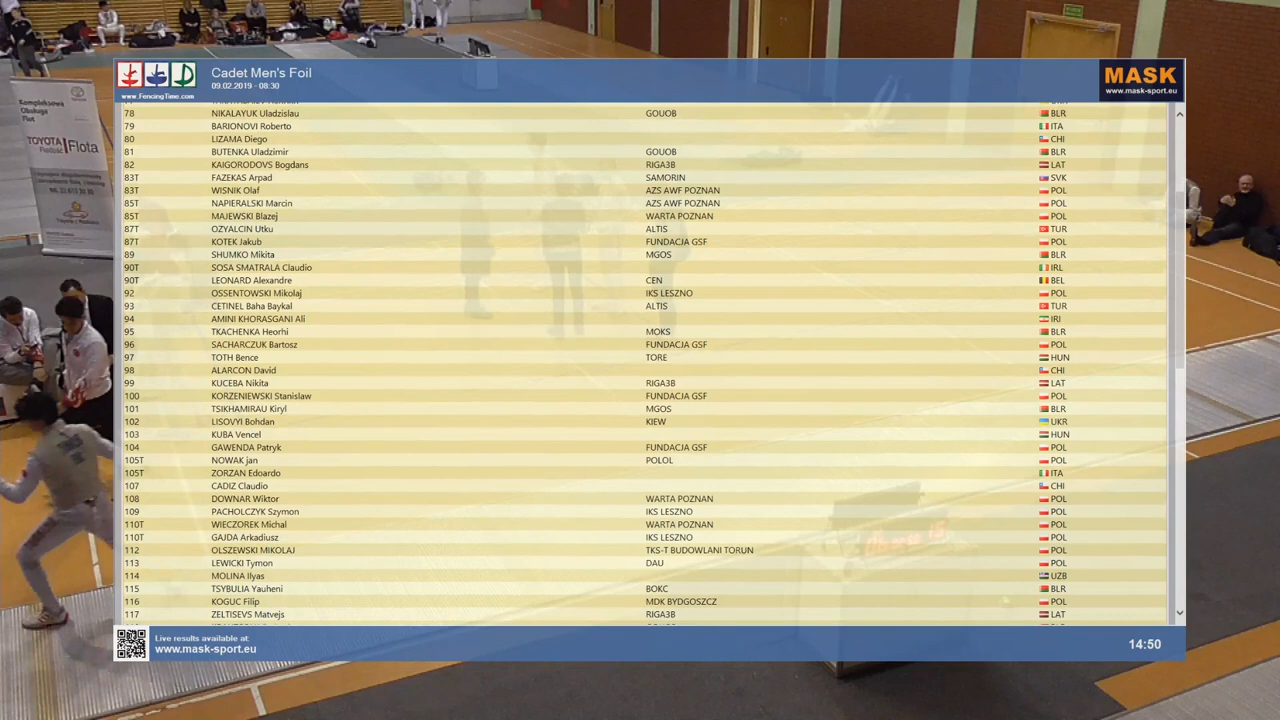 Cadet Men's Foil
09.02.2019 - 08:30
www.FencingTime.com
MASK
www.mask-sport.eu
Kompleksowa
Obsługa
Flot
TOYOTA Flota
78 NIKALAYUK Uladzislau GOUOB BLR
79 BARIONOVI Roberto ITA
80 LIZAMA Diego CHI
81 BUTENKA Uladzimir GOUOB BLR
82 KAIGORODOVS Bogdans RIGA3B LAT
83T FAZEKAS Arpad SAMORIN SVK
83T WISNIK Olaf AZS AWF POZNAN POL
85T NAPIERALSKI Marcin AZS AWF POZNAN POL
85T MAJEWSKI Blazej WARTA POZNAN POL
87T OZYALCIN Utku ALTIS TUR
87T KOTEK Jakub FUNDACJA GSF POL
89 SHUMKO Mikita MGOS BLR
90T SOSA SMATRALA Claudio IRL
90T LEONARD Alexandre CEN BEL
92 OSSENTOWSKI Mikolaj IKS LESZNO POL
93 CETINEL Baha Baykal ALTIS TUR
94 AMINI KHORASGANI Ali IRI
95 TKACHENKA Heorhi MOKS BLR
96 SACHARCZUK Bartosz FUNDACJA GSF POL
97 TOTH Bence TORE HUN
98 ALARCON David CHI
99 KUCEBA Nikita RIGA3B LAT
100 KORZENIEWSKI Stanislaw FUNDACJA GSF POL
101 TSIKHAMIRAU Kiryl MGOS BLR
102 LISOVYI Bohdan KIEW UKR
103 KUBA Vencel HUN
104 GAWENDA Patryk FUNDACJA GSF POL
105T NOWAK jan POLOL POL
105T ZORZAN Edoardo ITA
107 CADIZ Claudio CHI
108 DOWNAR Wiktor WARTA POZNAN POL
109 PACHOLCZYK Szymon IKS LESZNO POL
110T WIECZOREK Michal WARTA POZNAN POL
110T GAJDA Arkadiusz IKS LESZNO POL
112 OLSZEWSKI MIKOLAJ TKS-T BUDOWLANI TORUN POL
113 LEWICKI Tymon DAU POL
114 MOLINA Ilyas UZB
115 TSYBULIA Yauheni BOKC BLR
116 KOGUC Filip MDK BYDGOSZCZ POL
117 ZELTISEVS Matvejs RIGA3B LAT
Live results available at:
www.mask-sport.eu
14:50